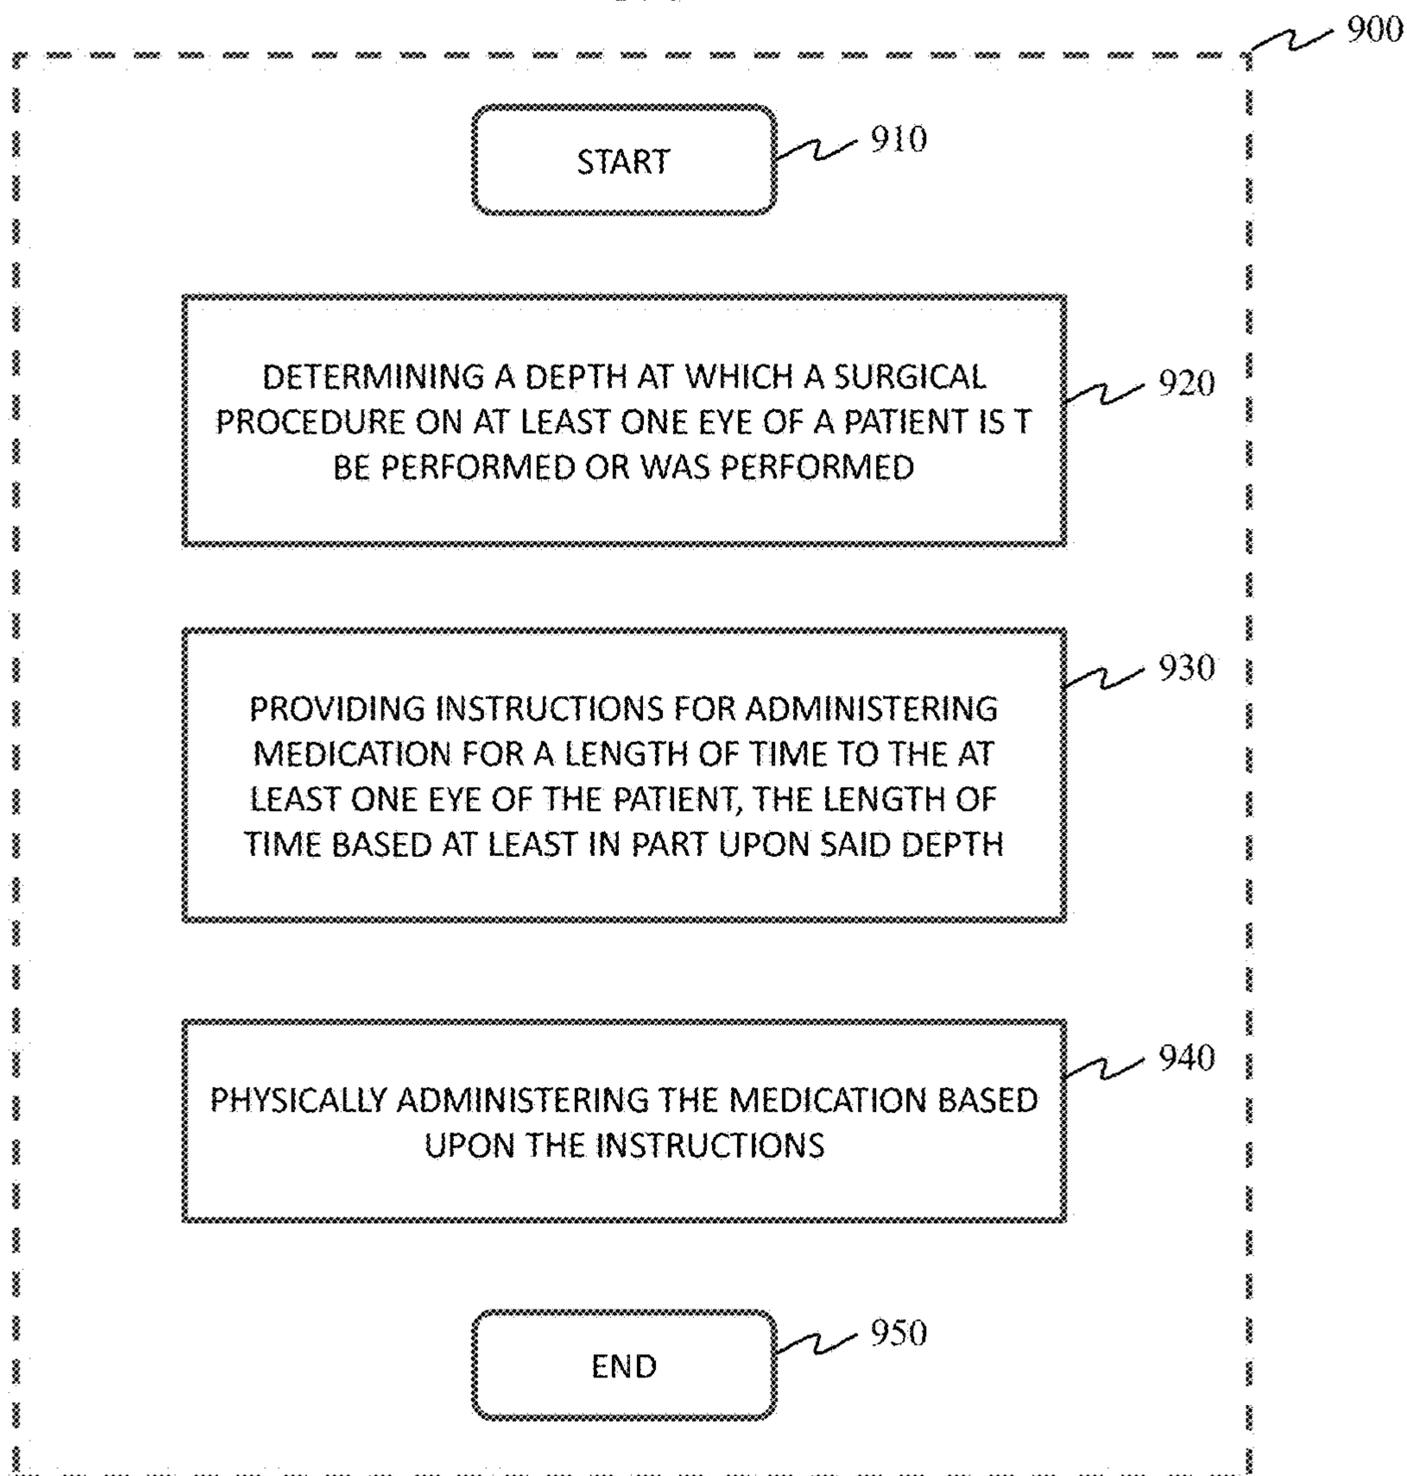 900
START
910
DETERMINING A DEPTH AT WHICH A SURGICAL
PROCEDURE ON AT LEAST ONE EYE OF A PATIENT IS T
BE PERFORMED OR WAS PERFORMED
920
PROVIDING INSTRUCTIONS FOR ADMINISTERING
MEDICATION FOR A LENGTH OF TIME TO THE AT
LEAST ONE EYE OF THE PATIENT, THE LENGTH OF
TIME BASED AT LEAST IN PART UPON SAID DEPTH
930
PHYSICALLY ADMINISTERING THE MEDICATION BASED
UPON THE INSTRUCTIONS
940
END
950